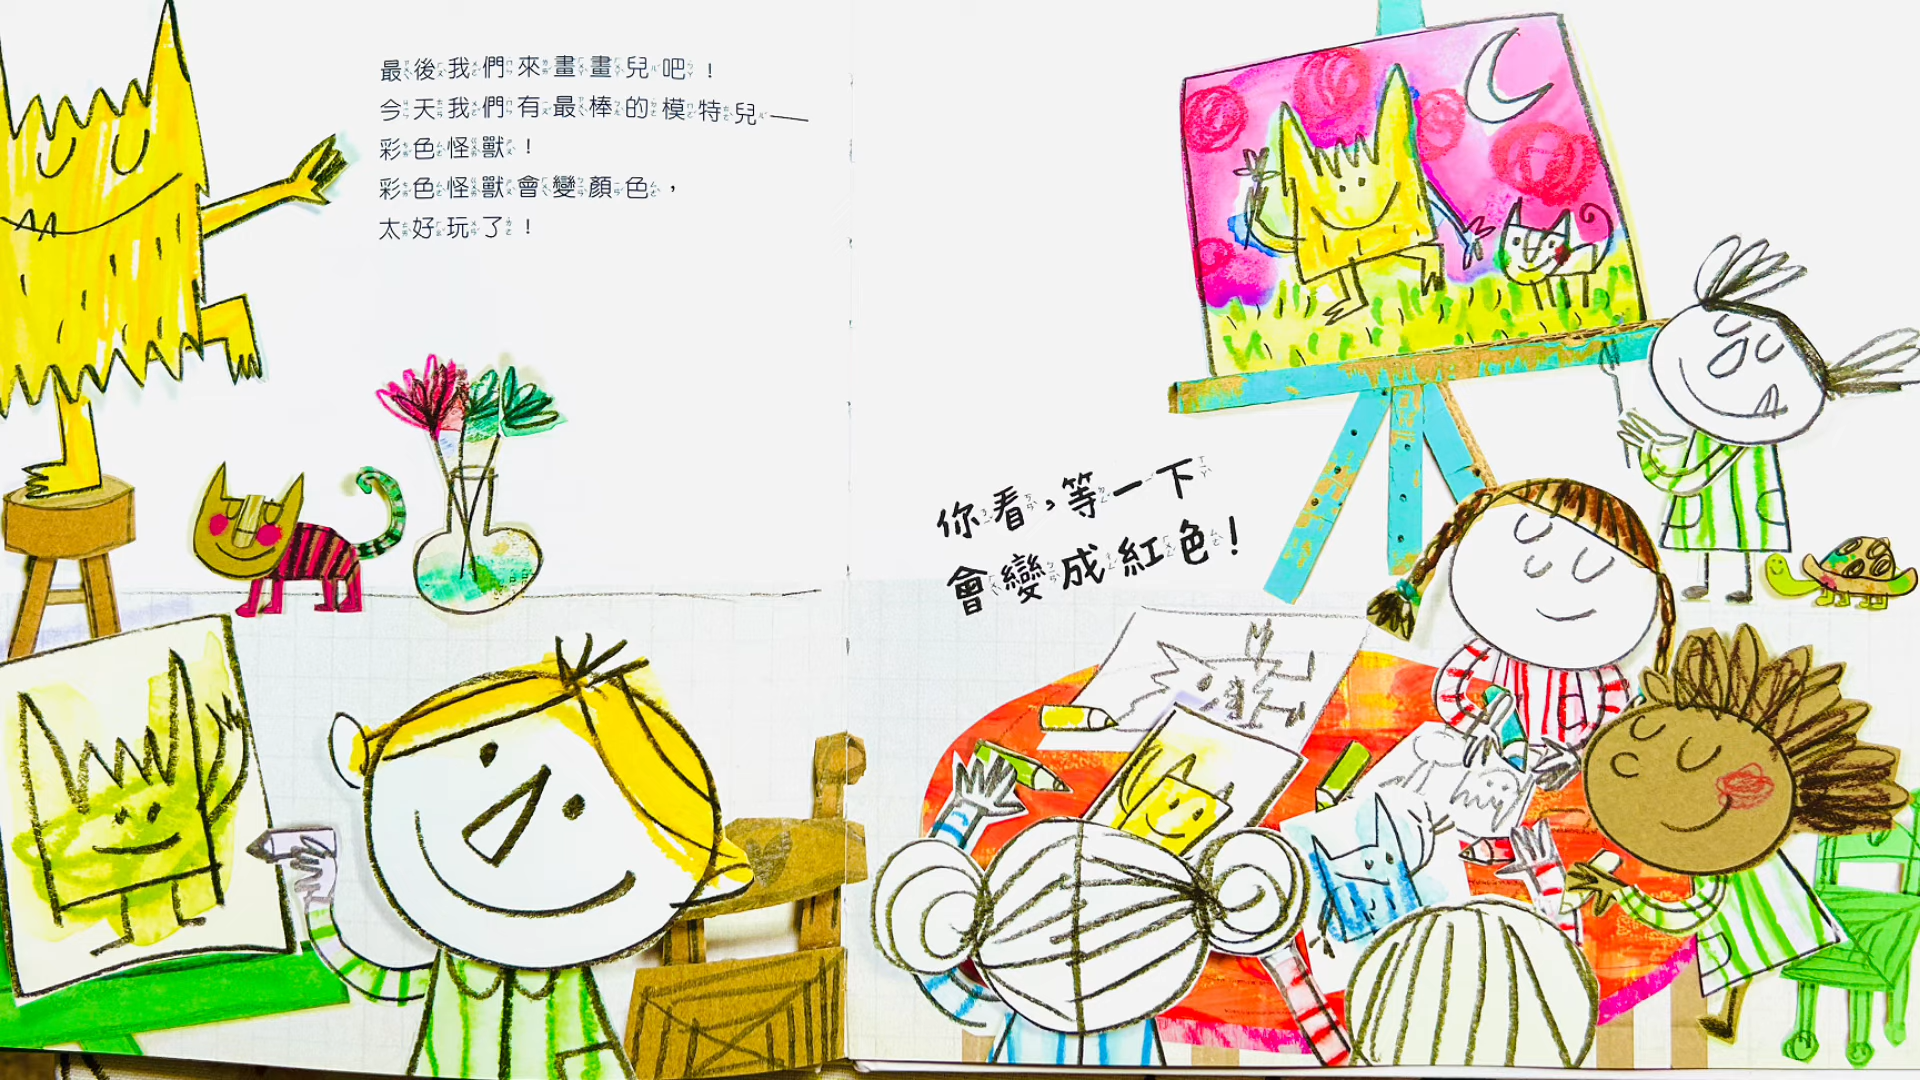 最後我們來畫畫兒吧！
今天我們有最棒的模特兒——
彩色怪獸！
彩色怪獸會變顏色，
太好玩了！
你看，等一下
會變成紅色！